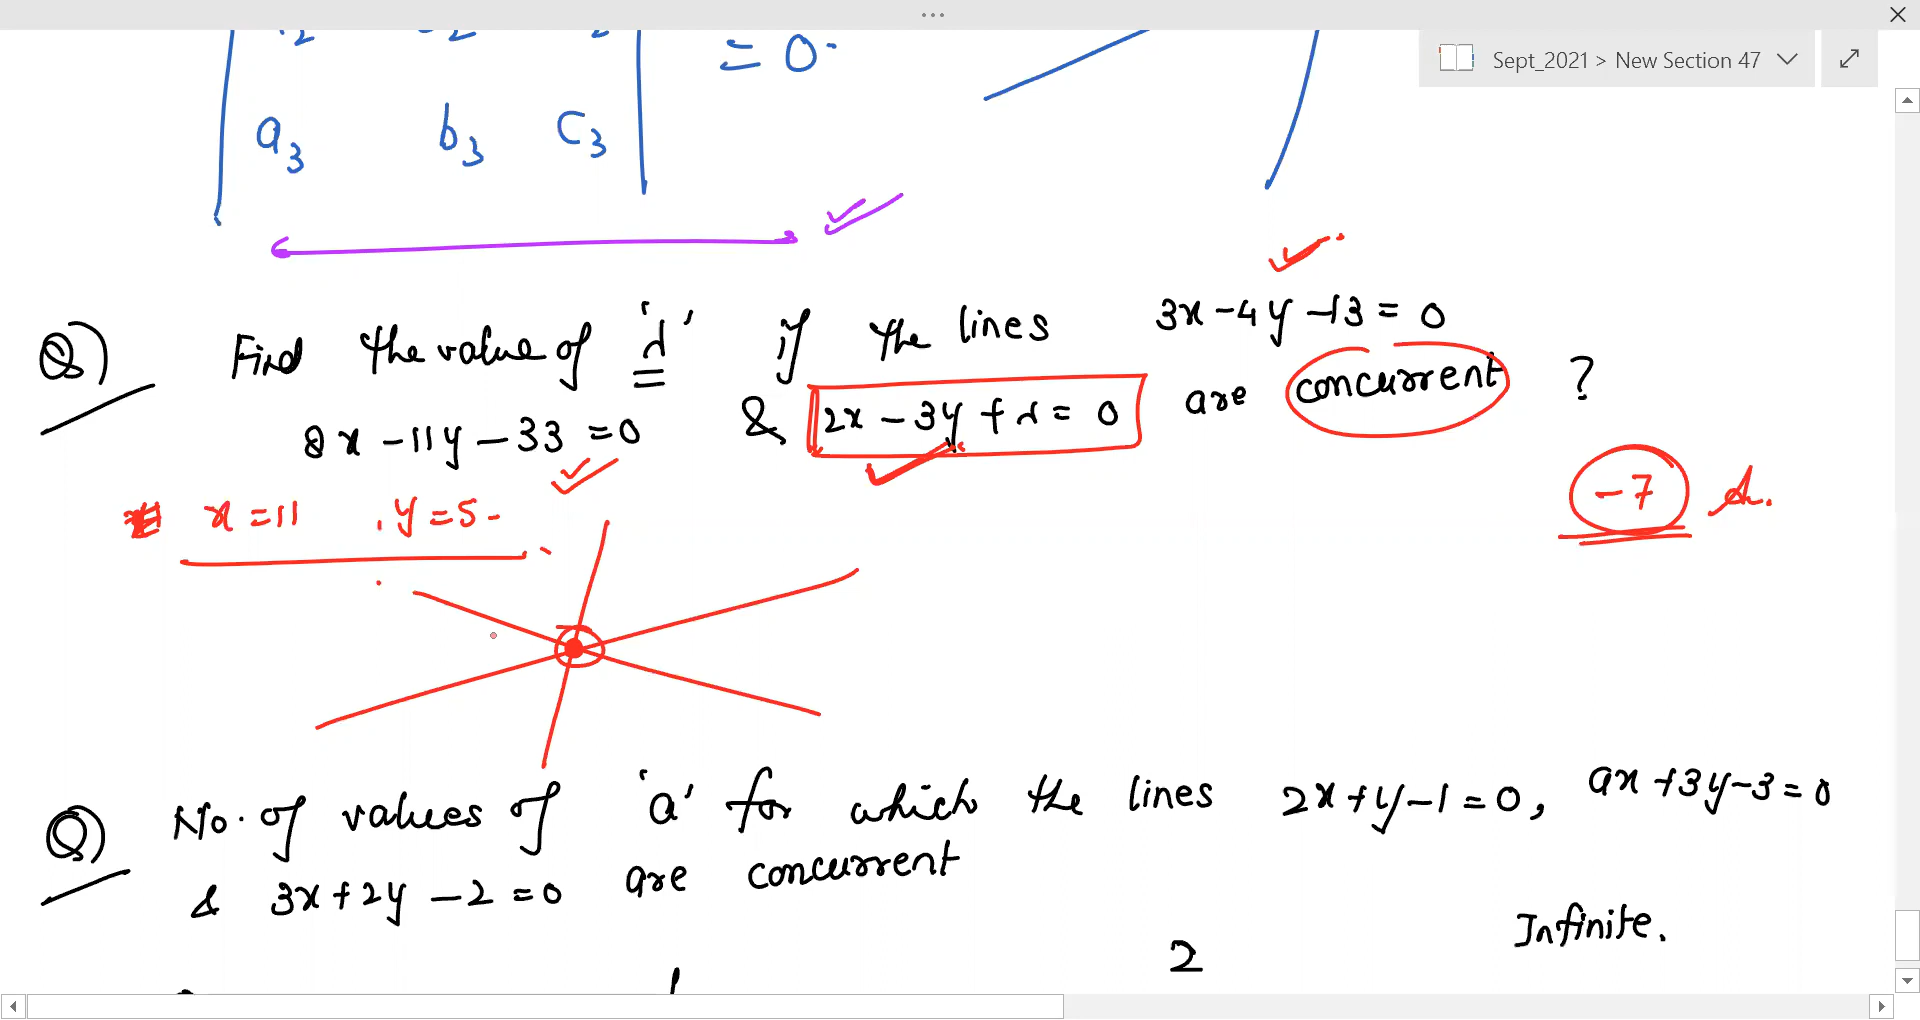 Sept_2021 > New Section 47
= 0
a3 b3 c3
Q) Find the value of 'λ' if the lines 3x - 4y - 13 = 0
8x - 11y - 33 = 0 & 2x - 3y + λ = 0 are concurrent ?
x = 11 , y = 5
-7
Q) No. of values of 'a' for which the lines 2x + y - 1 = 0, ax + 3y - 3 = 0
& 3x + 2y - 2 = 0 are concurrent
2 Infinite.